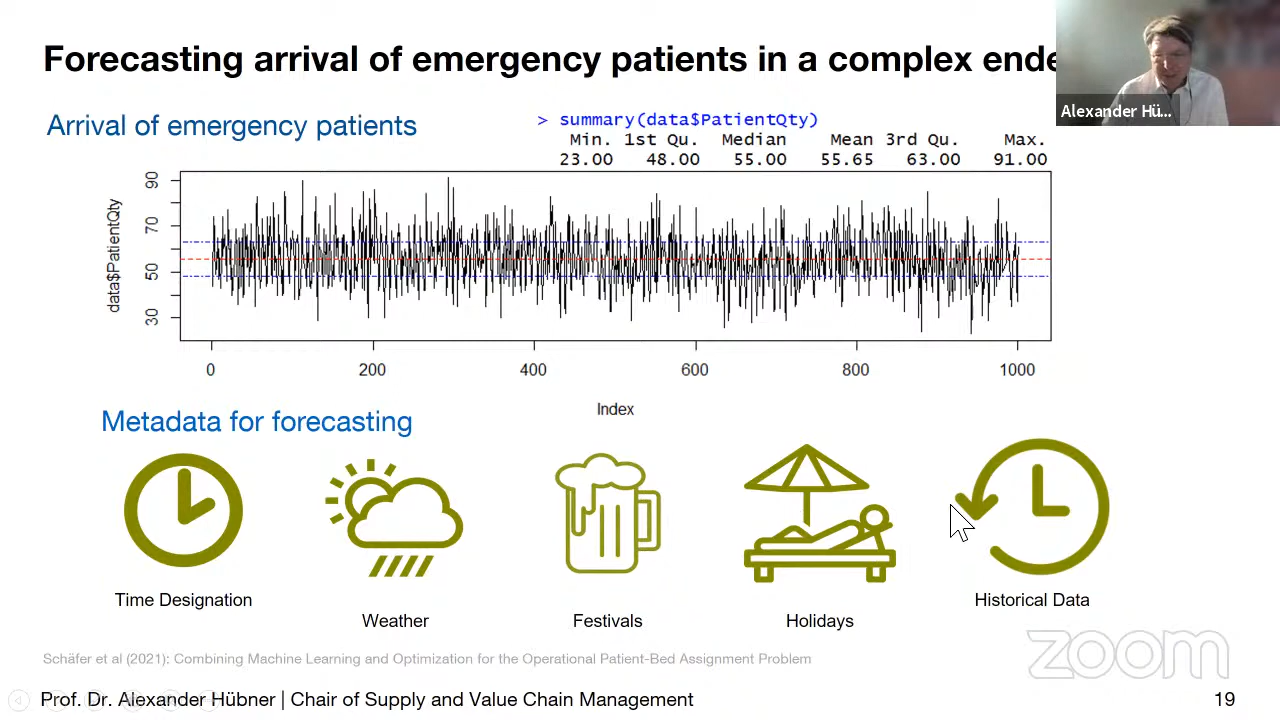 Forecasting arrival of emergency patients in a complex ende
Alexander Hü...
Arrival of emergency patients
> summary(data$PatientQty)
Min. 1st Qu. Median Mean 3rd Qu. Max.
23.00 48.00 55.00 55.65 63.00 91.00
data$PatientQty
90
70
50
30
0 200 400 600 800 1000
Index
Metadata for forecasting
Time Designation
Weather
Festivals
Holidays
Historical Data
zoom
Schäfer et al (2021): Combining Machine Learning and Optimization for the Operational Patient-Bed Assignment Problem
Prof. Dr. Alexander Hübner | Chair of Supply and Value Chain Management
19